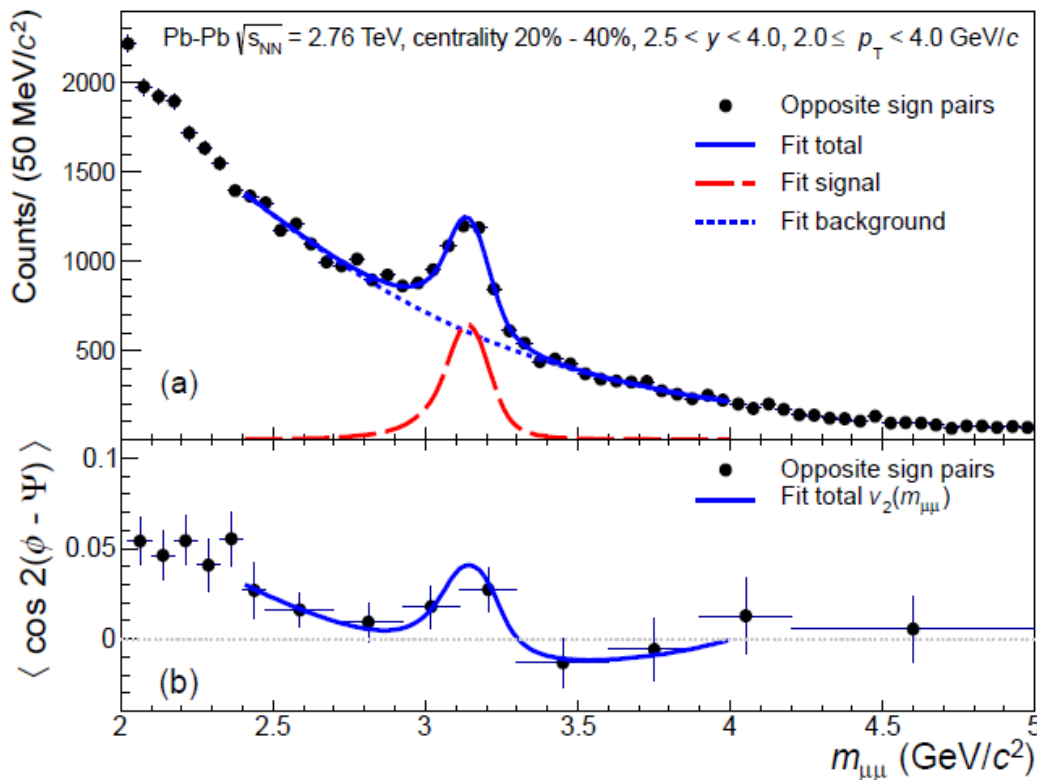 Pb-Pb √sNN = 2.76 TeV, centrality 20% - 40%, 2.5 < y < 4.0, 2.0 ≤ pT < 4.0 GeV/c
Counts/ (50 MeV/c²)
2000
1500
1000
500
Opposite sign pairs
Fit total
Fit signal
Fit background
(a)
⟨ cos 2(ϕ - Ψ) ⟩
0.1
0.05
0
Opposite sign pairs
Fit total v₂(mμμ)
(b)
2 2.5 3 3.5 4 4.5 5
mμμ (GeV/c²)